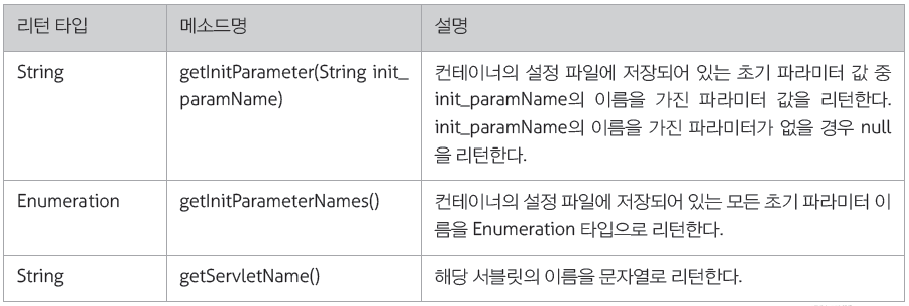 리턴 타입
메소드명
설명
String
getInitParameter(String init_
paramName)
컨테이너의 설정 파일에 저장되어 있는 초기 파라미터 값 중
init_paramName의 이름을 가진 파라미터 값을 리턴한다.
init_paramName의 이름을 가진 파라미터가 없을 경우 null
을 리턴한다.
Enumeration
getInitParameterNames()
컨테이너의 설정 파일에 저장되어 있는 모든 초기 파라미터 이
름을 Enumeration 타입으로 리턴한다.
String
getServletName()
해당 서블릿의 이름을 문자열로 리턴한다.